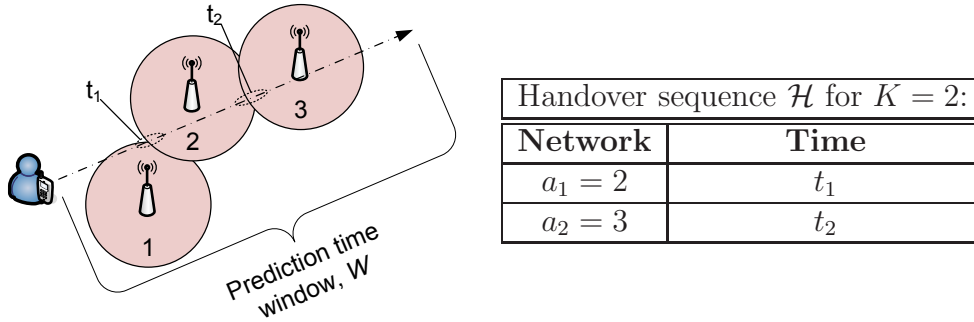 t₂
t₁
3
2
1
Prediction time
window, W
Handover sequence ℋ for K = 2:
Network Time
a₁ = 2 t₁
a₂ = 3 t₂